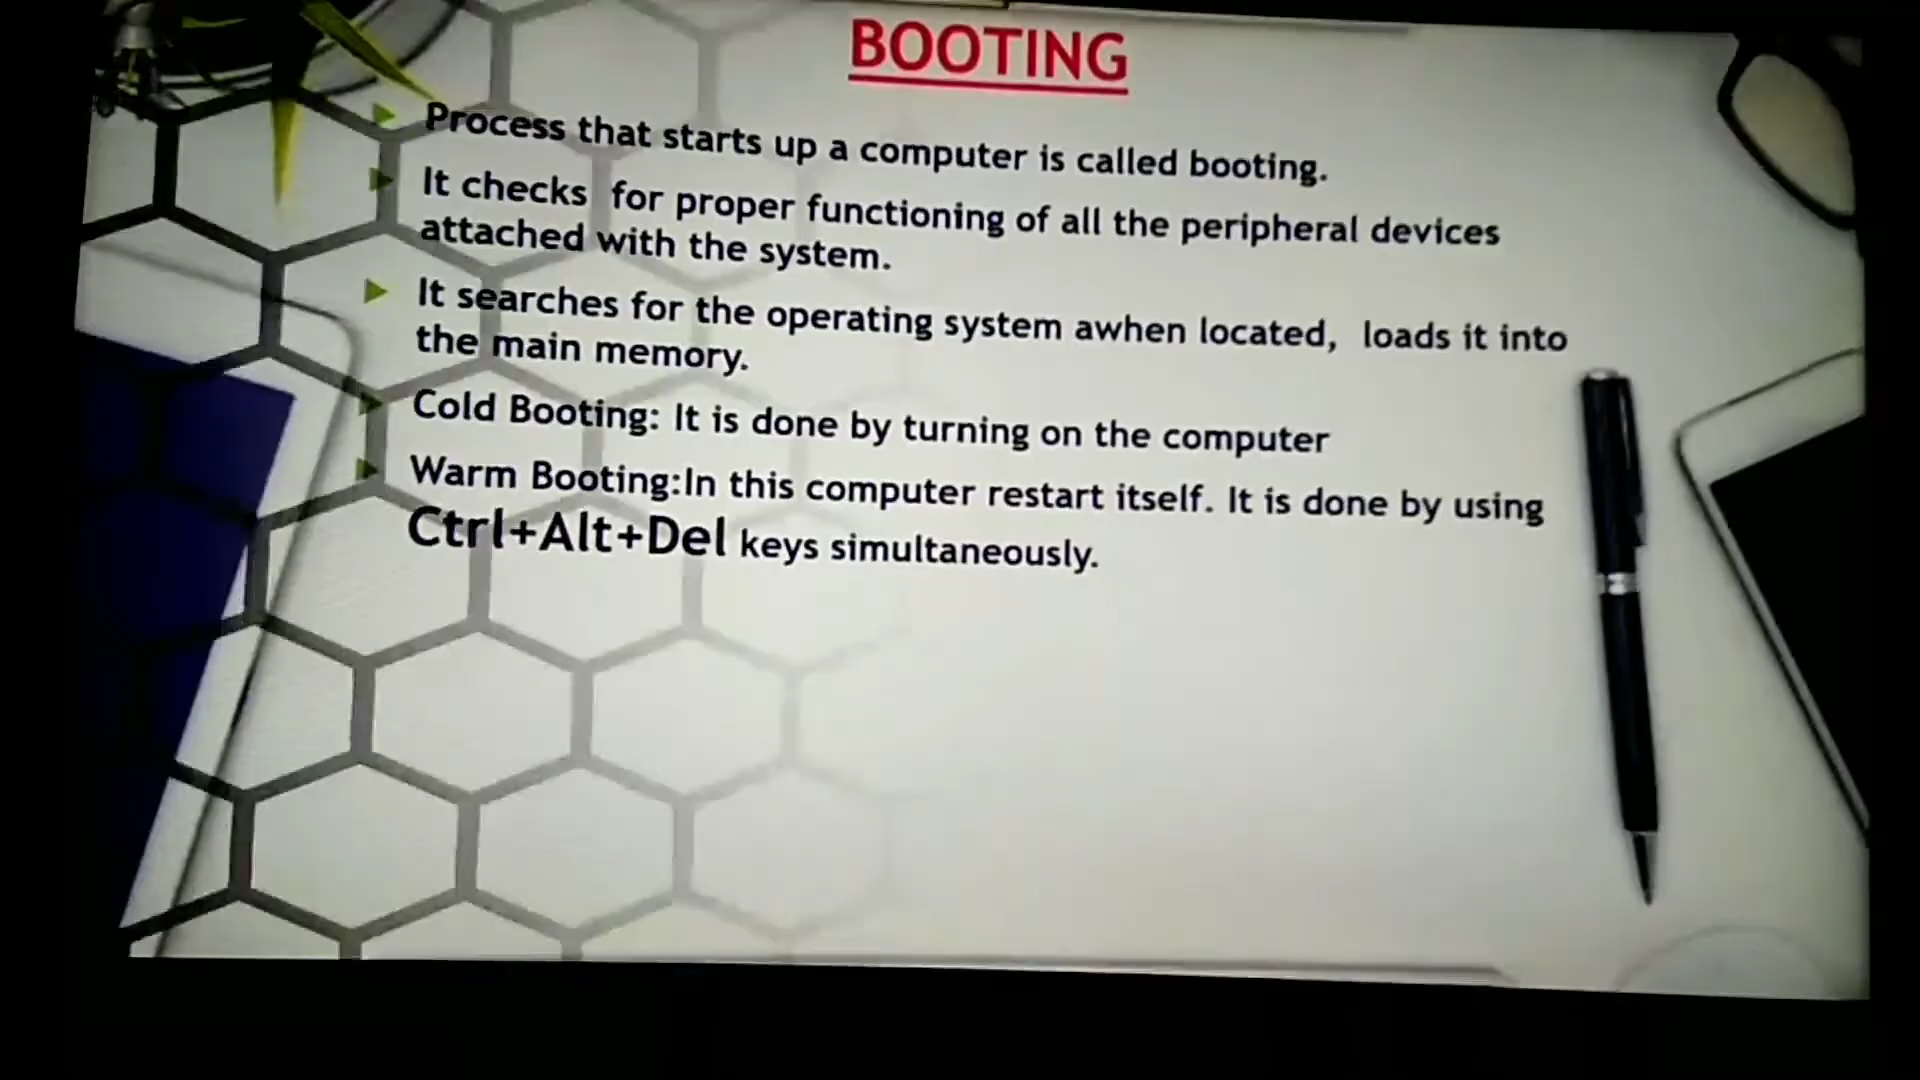 BOOTING
Process that starts up a computer is called booting.
It checks for proper functioning of all the peripheral devices
attached with the system.
It searches for the operating system awhen located, loads it into
the main memory.
Cold Booting: It is done by turning on the computer
Warm Booting:In this computer restart itself. It is done by using
Ctrl+Alt+Del keys simultaneously.